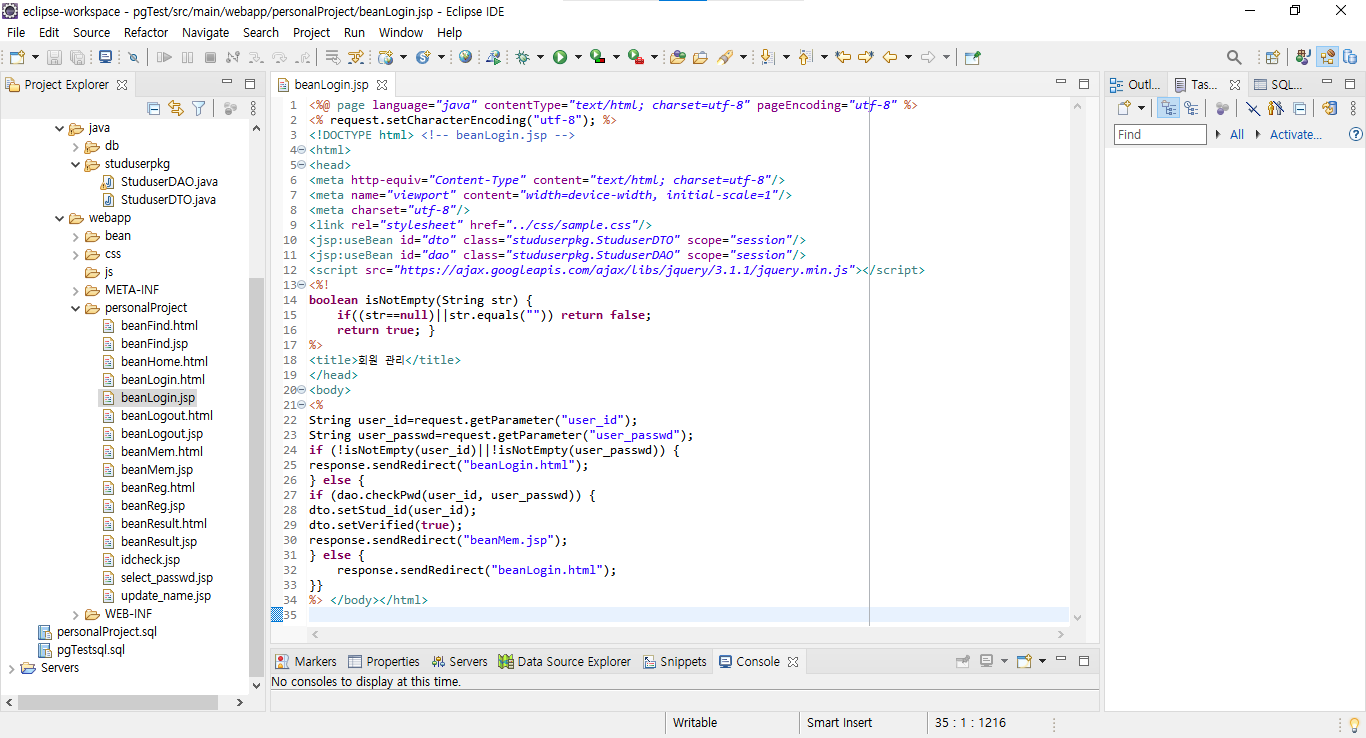 eclipse-workspace - pgTest/src/main/webapp/personalProject/beanLogin.jsp - Eclipse IDE
File Edit Source Refactor Navigate Search Project Run Window Help
Project Explorer
java
db
studuserpkg
StuduserDAO.java
StuduserDTO.java
webapp
bean
css
js
META-INF
personalProject
beanFind.html
beanFind.jsp
beanHome.html
beanLogin.html
beanLogin.jsp
beanLogout.html
beanLogout.jsp
beanMem.html
beanMem.jsp
beanReg.html
beanReg.jsp
beanResult.html
beanResult.jsp
idcheck.jsp
select_passwd.jsp
update_name.jsp
WEB-INF
personalProject.sql
pgTestsql.sql
Servers
beanLogin.jsp
1 <%@ page language="java" contentType="text/html; charset=utf-8" pageEncoding="utf-8" %>
2 <% request.setCharacterEncoding("utf-8"); %>
3 <!DOCTYPE html> <!-- beanLogin.jsp -->
4 <html>
5 <head>
6 <meta http-equiv="Content-Type" content="text/html; charset=utf-8"/>
7 <meta name="viewport" content="width=device-width, initial-scale=1"/>
8 <meta charset="utf-8"/>
9 <link rel="stylesheet" href="../css/sample.css"/>
10 <jsp:useBean id="dto" class="studuserpkg.StuduserDTO" scope="session"/>
11 <jsp:useBean id="dao" class="studuserpkg.StuduserDAO" scope="session"/>
12 <script src="https://ajax.googleapis.com/ajax/libs/jquery/3.1.1/jquery.min.js"></script>
13 <%!
14 boolean isNotEmpty(String str) {
15 if((str==null)||str.equals("")) return false;
16 return true; }
17 %>
18 <title>회원 관리</title>
19 </head>
20 <body>
21 <%
22 String user_id=request.getParameter("user_id");
23 String user_passwd=request.getParameter("user_passwd");
24 if (!isNotEmpty(user_id)||!isNotEmpty(user_passwd)) {
25 response.sendRedirect("beanLogin.html");
26 } else {
27 if (dao.checkPwd(user_id, user_passwd)) {
28 dto.setStud_id(user_id);
29 dto.setVerified(true);
30 response.sendRedirect("beanMem.jsp");
31 } else {
32 response.sendRedirect("beanLogin.html");
33 }}
34 %> </body></html>
35
Markers Properties Servers Data Source Explorer Snippets Console
No consoles to display at this time.
Outl... Tas... SQL...
Find All Activate...
Writable Smart Insert 35 : 1 : 1216